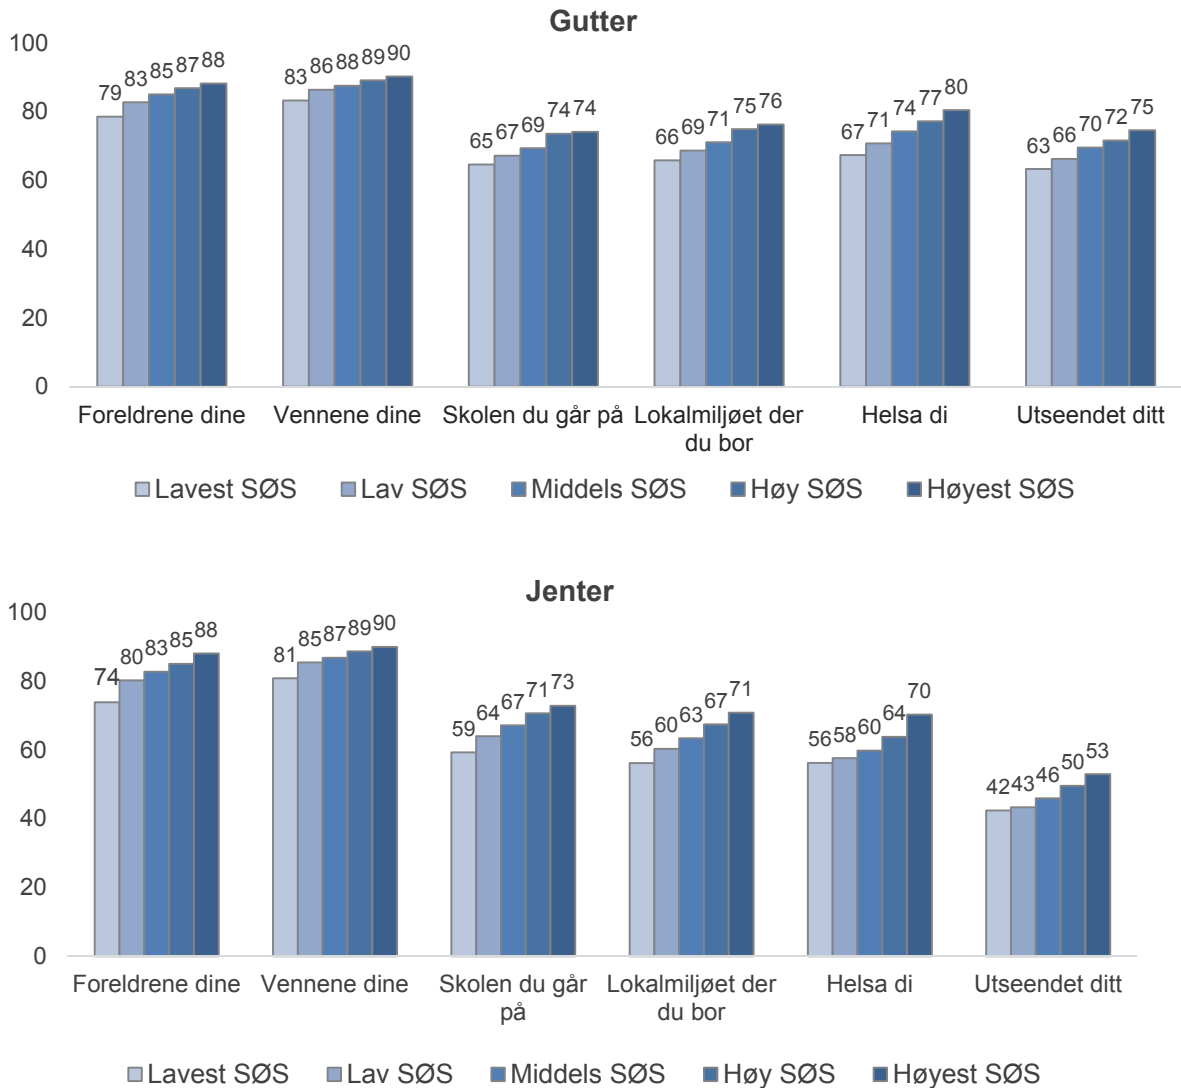 Gutter
100
80
60
40
20
0
79 83 85 87 88
83 86 88 89 90
65 67 69 74 74
66 69 71 75 76
67 71 74 77 80
63 66 70 72 75
Foreldrene dine Vennene dine Skolen du går på Lokalmiljøet der Helsa di Utseendet ditt
du bor
Lavest SØS Lav SØS Middels SØS Høy SØS Høyest SØS
Jenter
100
80
60
40
20
0
74 80 83 85 88
81 85 87 89 90
59 64 67 71 73
56 60 63 67 71
56 58 60 64 70
42 43 46 50 53
Foreldrene dine Vennene dine Skolen du går Lokalmiljøet der Helsa di Utseendet ditt
på du bor
Lavest SØS Lav SØS Middels SØS Høy SØS Høyest SØS